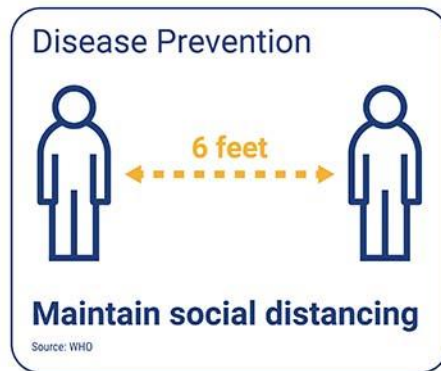 Disease Prevention
6 feet
Maintain social distancing
Source: WHO